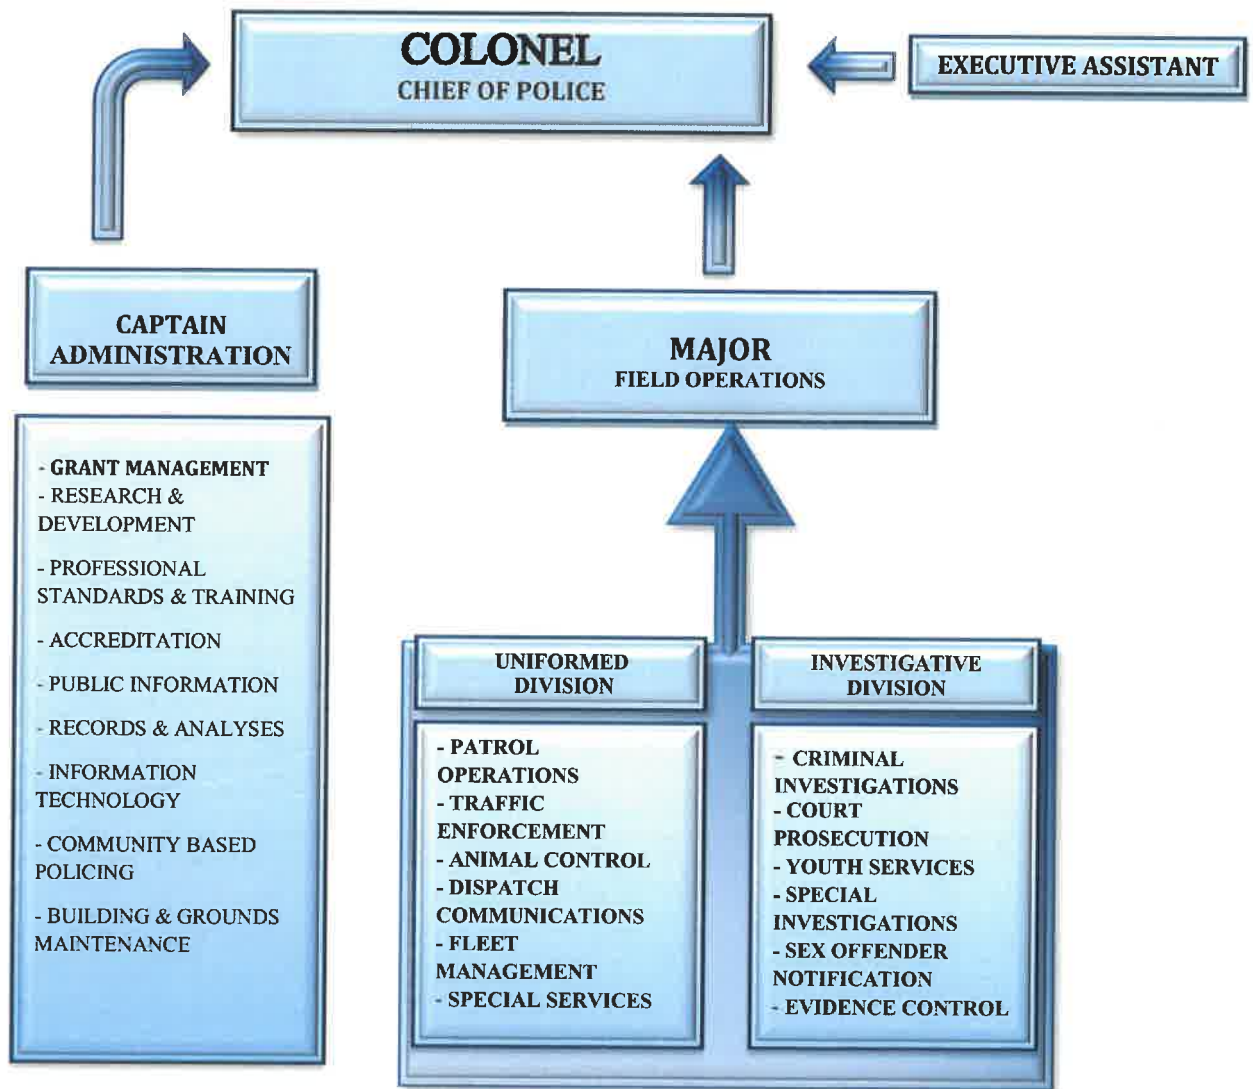 COLONEL
CHIEF OF POLICE
EXECUTIVE ASSISTANT
CAPTAIN
ADMINISTRATION
- GRANT MANAGEMENT
- RESEARCH &
DEVELOPMENT
- PROFESSIONAL
STANDARDS & TRAINING
- ACCREDITATION
- PUBLIC INFORMATION
- RECORDS & ANALYSES
- INFORMATION
TECHNOLOGY
- COMMUNITY BASED
POLICING
- BUILDING & GROUNDS
MAINTENANCE
MAJOR
FIELD OPERATIONS
UNIFORMED
DIVISION
- PATROL
OPERATIONS
- TRAFFIC
ENFORCEMENT
- ANIMAL CONTROL
- DISPATCH
COMMUNICATIONS
- FLEET
MANAGEMENT
- SPECIAL SERVICES
INVESTIGATIVE
DIVISION
- CRIMINAL
INVESTIGATIONS
- COURT
PROSECUTION
- YOUTH SERVICES
- SPECIAL
INVESTIGATIONS
- SEX OFFENDER
NOTIFICATION
- EVIDENCE CONTROL